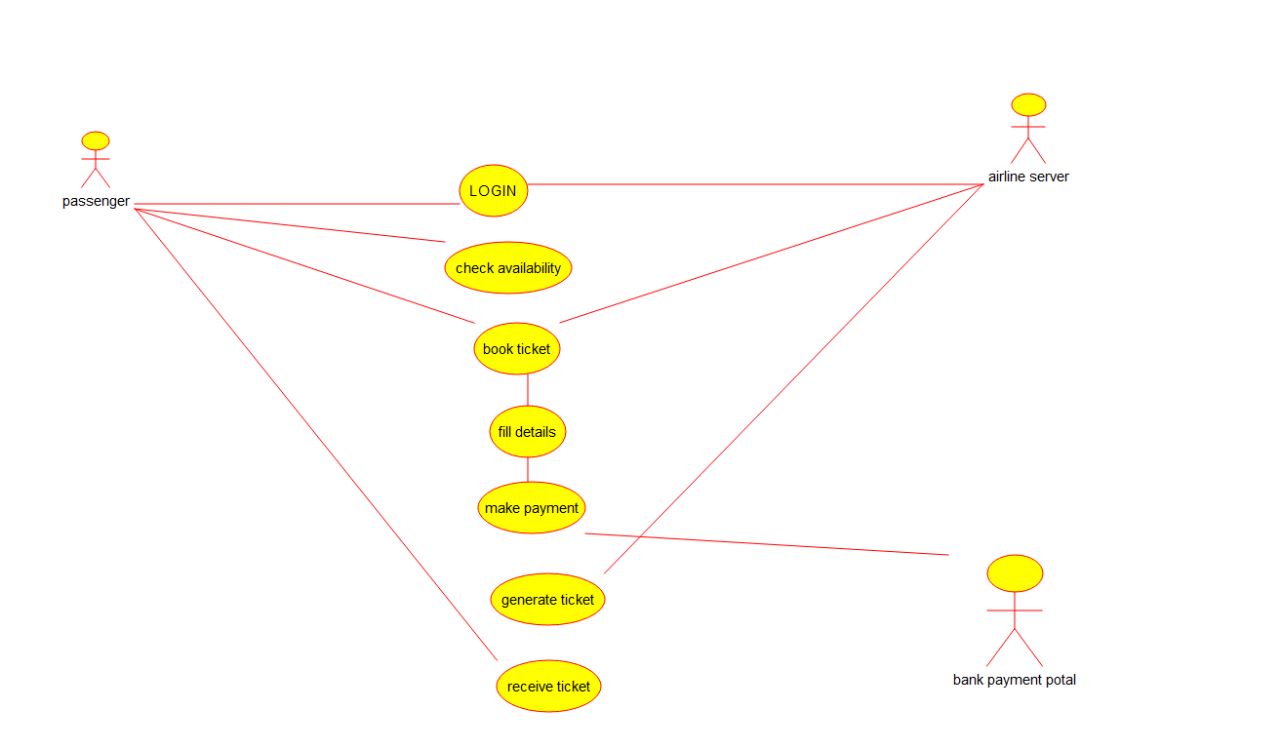 airline server
passenger
LOGIN
check availability
book ticket
fill details
make payment
generate ticket
bank payment potal
receive ticket